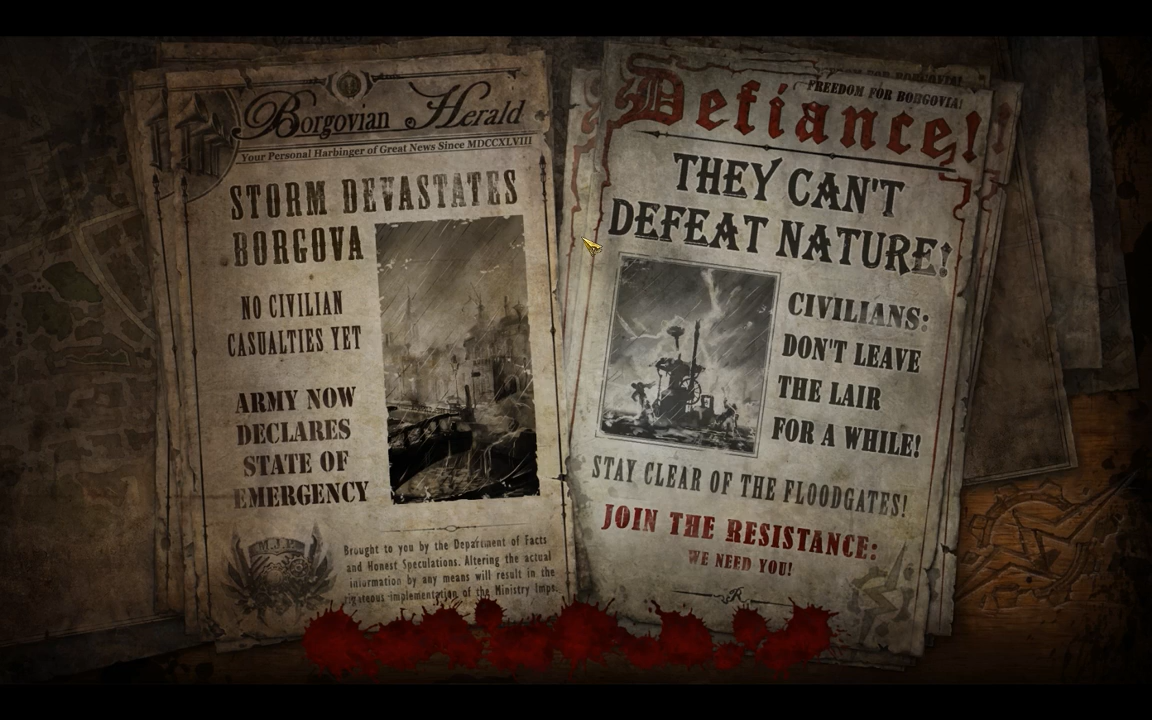 Borgovian Herald
Your Personal Harbinger of Great News Since MDCCXLVIII
STORM DEVASTATES
BORGOVA
NO CIVILIAN
CASUALTIES YET
ARMY NOW
DECLARES
STATE OF
EMERGENCY
Brought to you by the Department of Facts
and Honest Speculations. Altering the actual
information by any means will result in the
righteous implementation of the Ministry Imps.
FREEDOM FOR BORGOVIA!
FREEDOM FOR BORGOVIA!
Defiance!
THEY CAN'T
DEFEAT NATURE!
CIVILIANS:
DON'T LEAVE
THE LAIR
FOR A WHILE!
STAY CLEAR OF THE FLOODGATES!
JOIN THE RESISTANCE:
WE NEED YOU!
R